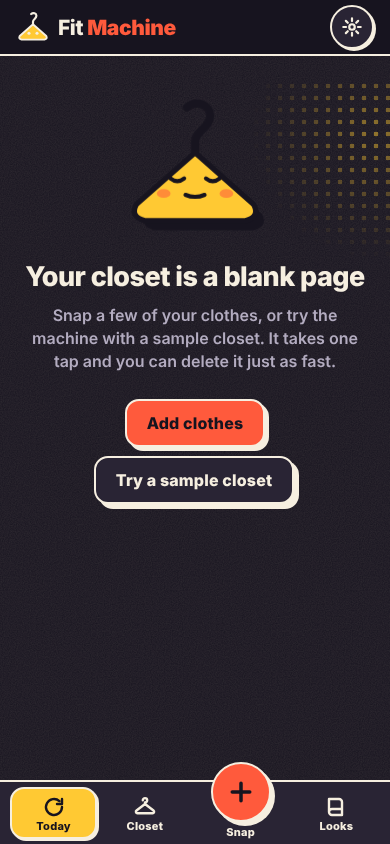 Fit Machine
Your closet is a blank page
Snap a few of your clothes, or try the
machine with a sample closet. It takes one
tap and you can delete it just as fast.
Add clothes
Try a sample closet
Today
Closet
Snap
Looks